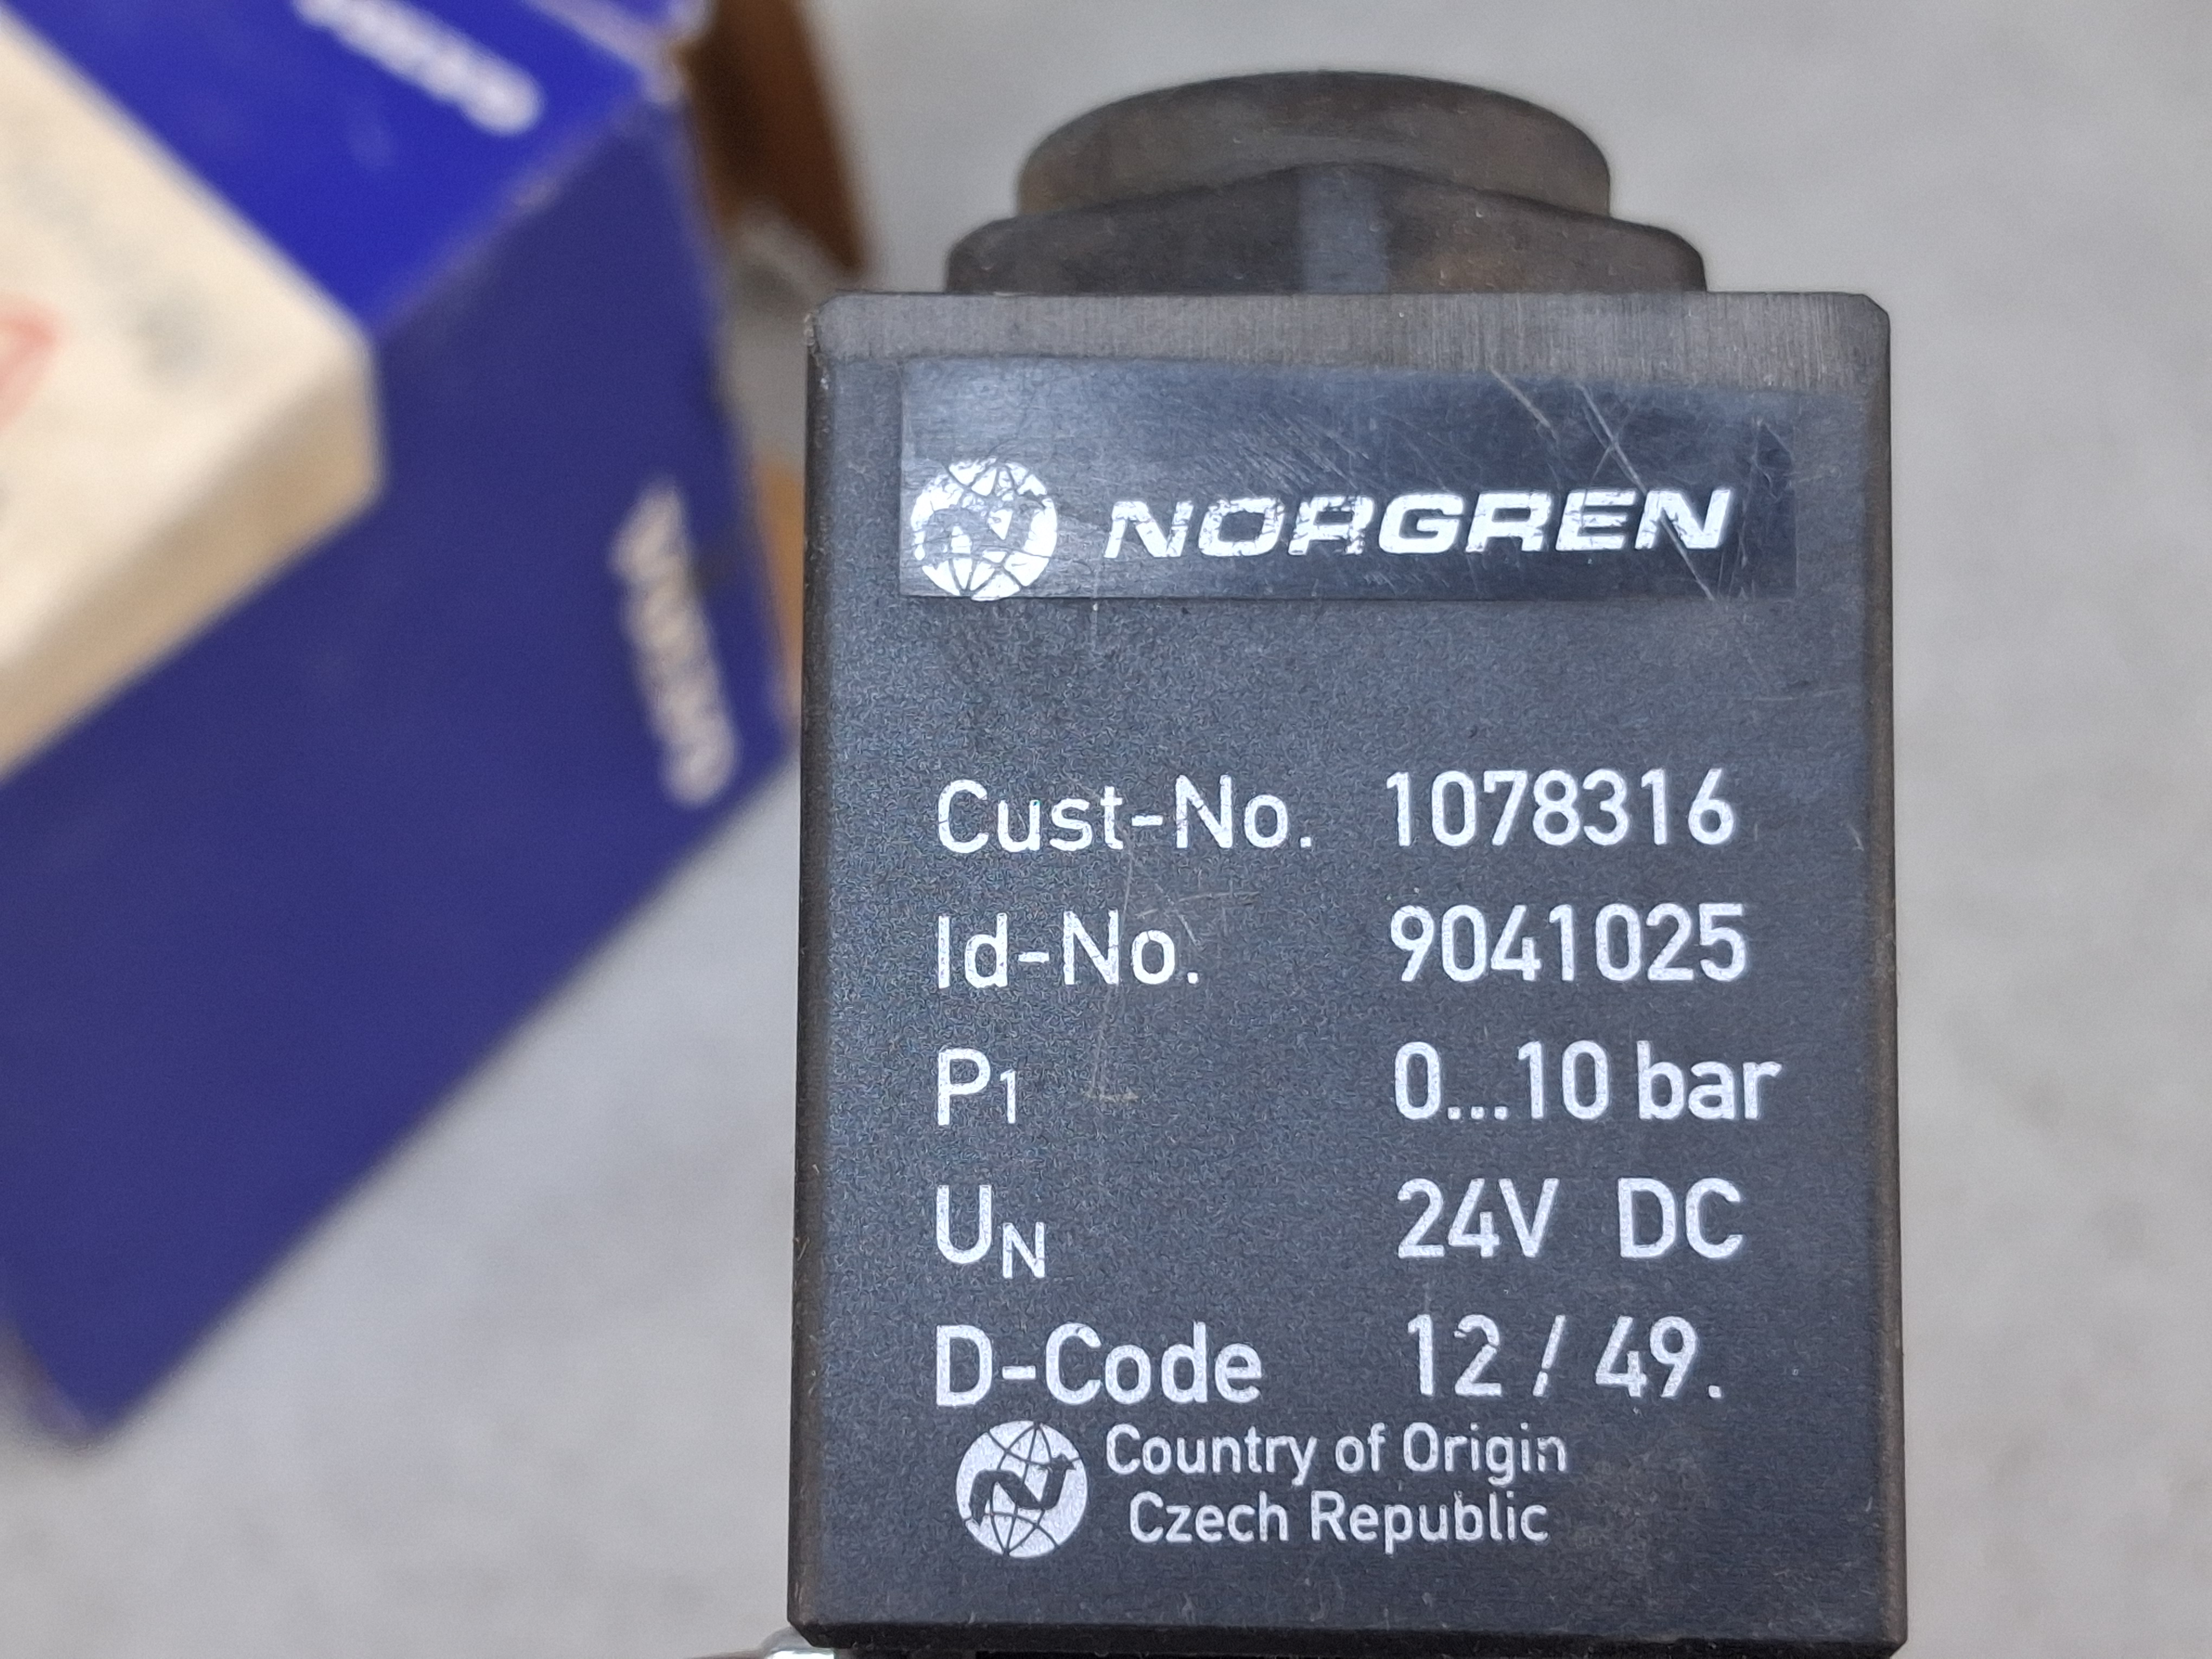 NORGREN
Cust-No. 1078316
Id-No. 9041025
P1 0...10 bar
UN 24V DC
D-Code 12 / 49.
Country of Origin
Czech Republic